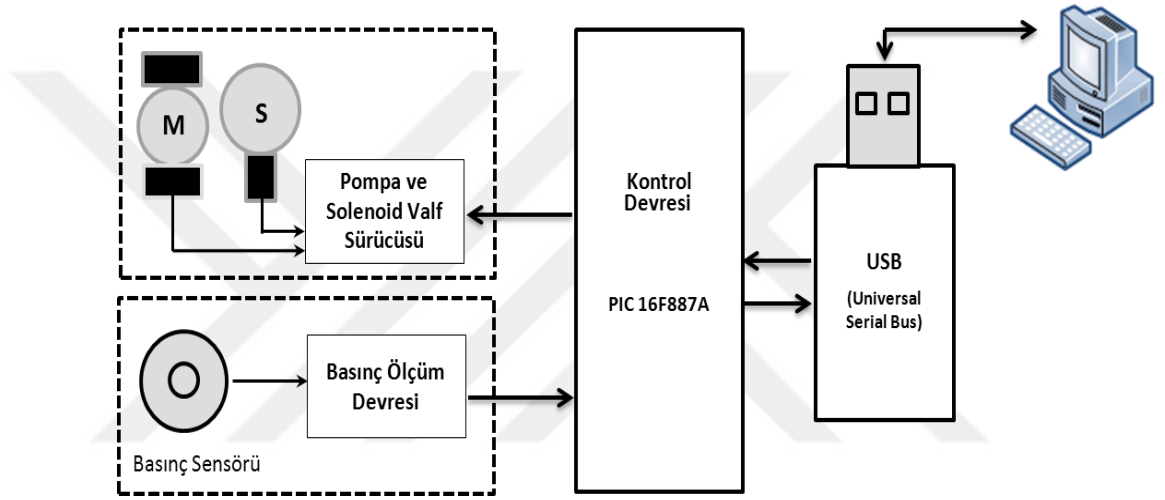 M
S
Pompa ve
Solenoid Valf
Sürücüsü
Basınç Ölçüm
Devresi
Basınç Sensörü
Kontrol
Devresi
PIC 16F887A
USB
(Universal
Serial Bus)